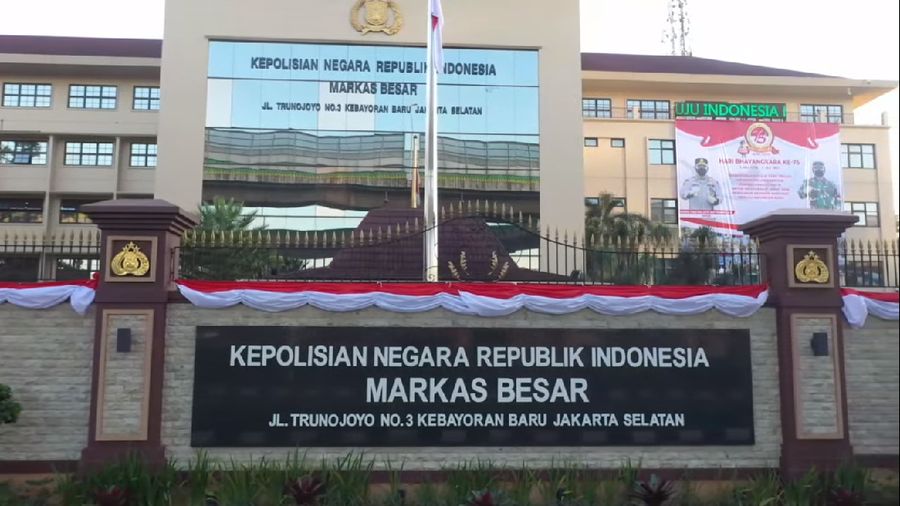 KEPOLISIAN NEGARA REPUBLIK INDONESIA
MARKAS BESAR
JL. TRUNOJOYO NO.3 KEBAYORAN BARU JAKARTA SELATAN
JU INDONESIA !
HARI BHAYANGKARA KE-75
KEPOLISIAN NEGARA REPUBLIK INDONESIA
MARKAS BESAR
JL. TRUNOJOYO NO.3 KEBAYORAN BARU JAKARTA SELATAN